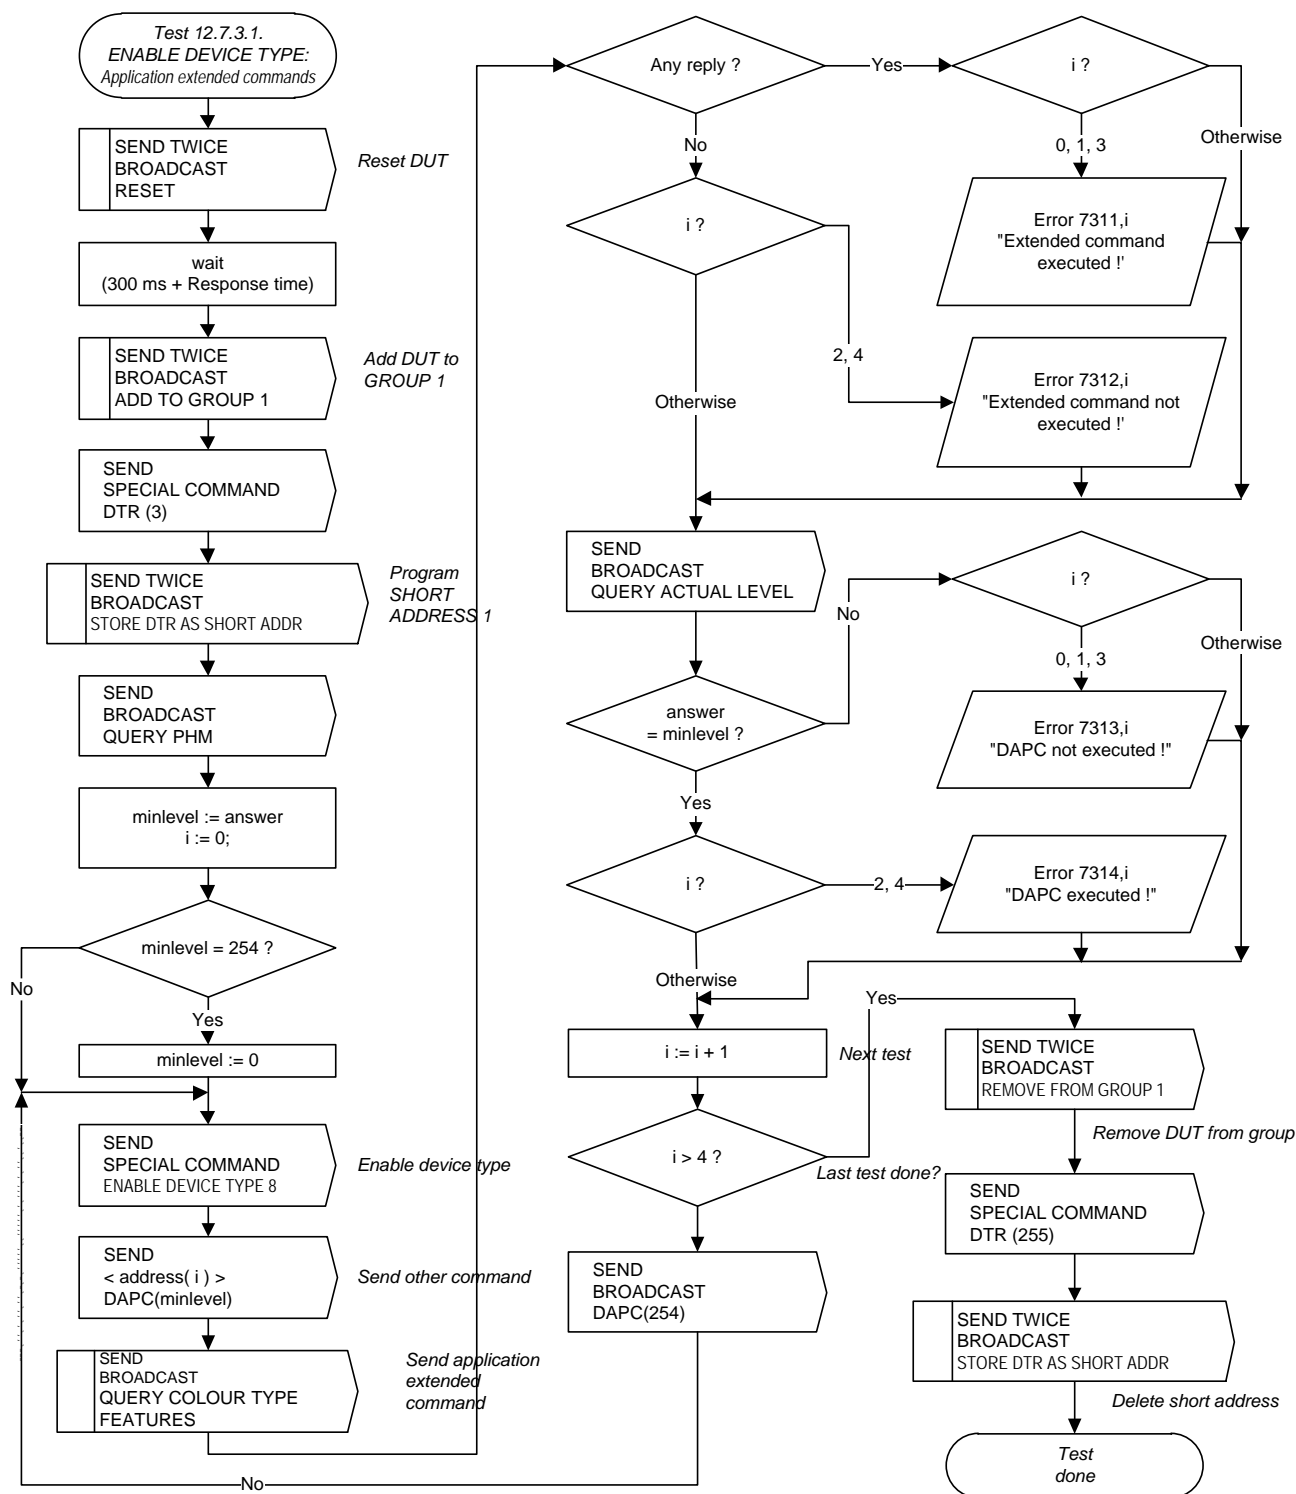 Test 12.7.3.1.
ENABLE DEVICE TYPE:
Application extended commands
SEND TWICE
BROADCAST
RESET
Reset DUT
wait
(300 ms + Response time)
SEND TWICE
BROADCAST
ADD TO GROUP 1
Add DUT to
GROUP 1
SEND
SPECIAL COMMAND
DTR (3)
SEND TWICE
BROADCAST
STORE DTR AS SHORT ADDR
Program
SHORT
ADDRESS 1
SEND
BROADCAST
QUERY PHM
minlevel := answer
i := 0;
minlevel = 254 ?
No
Yes
minlevel := 0
SEND
SPECIAL COMMAND
ENABLE DEVICE TYPE 8
Enable device type
SEND
< address( i ) >
DAPC(minlevel)
Send other command
SEND
BROADCAST
QUERY COLOUR TYPE
FEATURES
Send application
extended
command
Any reply ?
Yes
i ?
Otherwise
0, 1, 3
No
Error 7311,i
"Extended command
executed !'
i ?
2, 4
Error 7312,i
"Extended command not
executed !'
Otherwise
SEND
BROADCAST
QUERY ACTUAL LEVEL
No
i ?
Otherwise
0, 1, 3
answer
= minlevel ?
Error 7313,i
"DAPC not executed !"
Yes
i ?
2, 4
Error 7314,i
"DAPC executed !"
Otherwise
i := i + 1
Next test
i > 4 ?
Last test done?
Yes
SEND
BROADCAST
DAPC(254)
No
SEND TWICE
BROADCAST
REMOVE FROM GROUP 1
Remove DUT from group
SEND
SPECIAL COMMAND
DTR (255)
SEND TWICE
BROADCAST
STORE DTR AS SHORT ADDR
Delete short address
Test
done